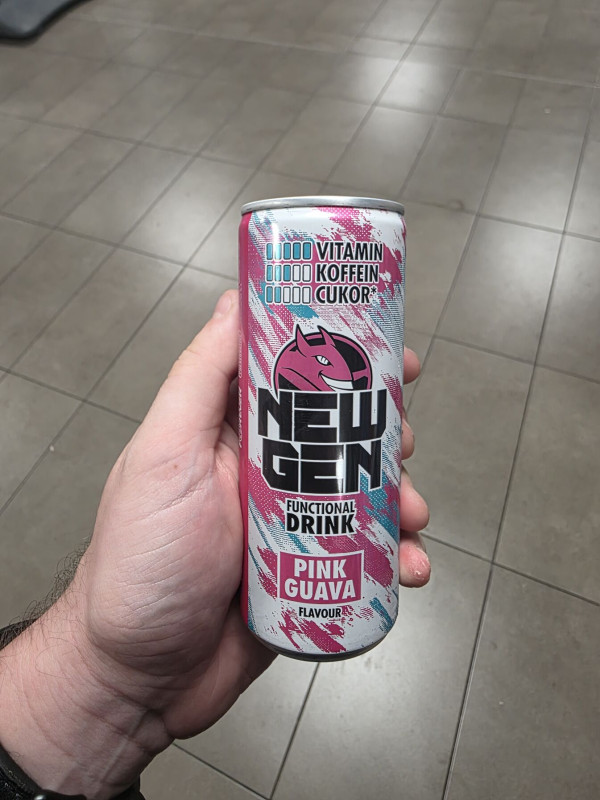 VITAMIN
KOFFEIN
CUKOR*
NEW
GEN
FUNCTIONAL
DRINK
PINK
GUAVA
FLAVOUR